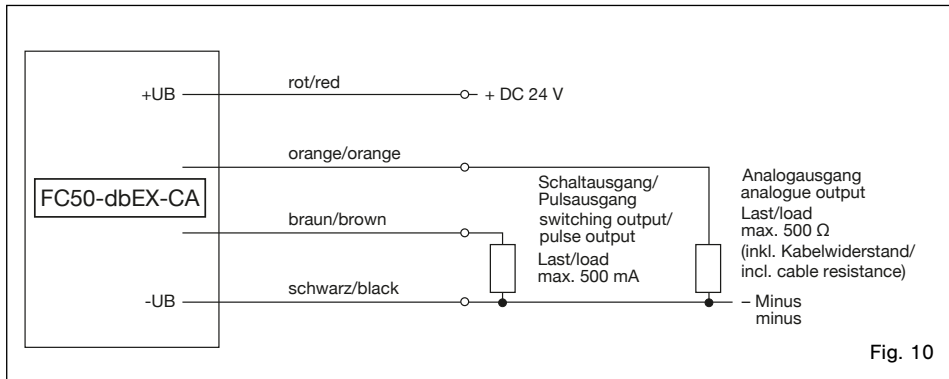 +UB
rot/red
+ DC 24 V
orange/orange
FC50-dbEX-CA
braun/brown
Schaltausgang/
Pulsausgang
switching output/
pulse output
Last/load
max. 500 mA
Analogausgang
analogue output
Last/load
max. 500 Ω
(inkl. Kabelwiderstand/
incl. cable resistance)
-UB
schwarz/black
– Minus
minus
Fig. 10